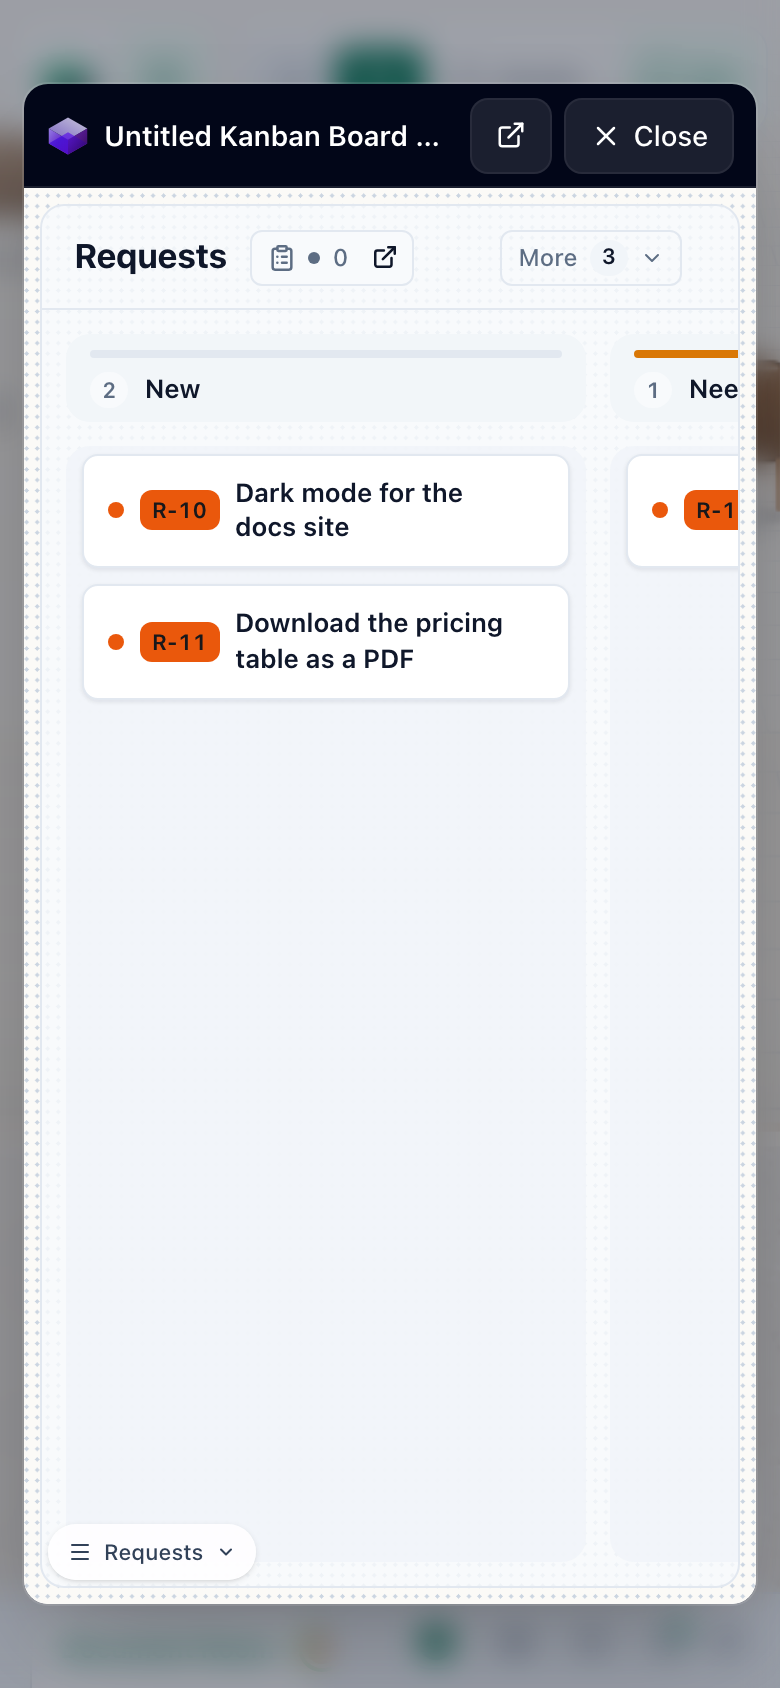 Untitled Kanban Board ...
Close
Requests
0
More 3
2 New
1 Nee
R-10
Dark mode for the
docs site
R-1
R-11
Download the pricing
table as a PDF
Requests